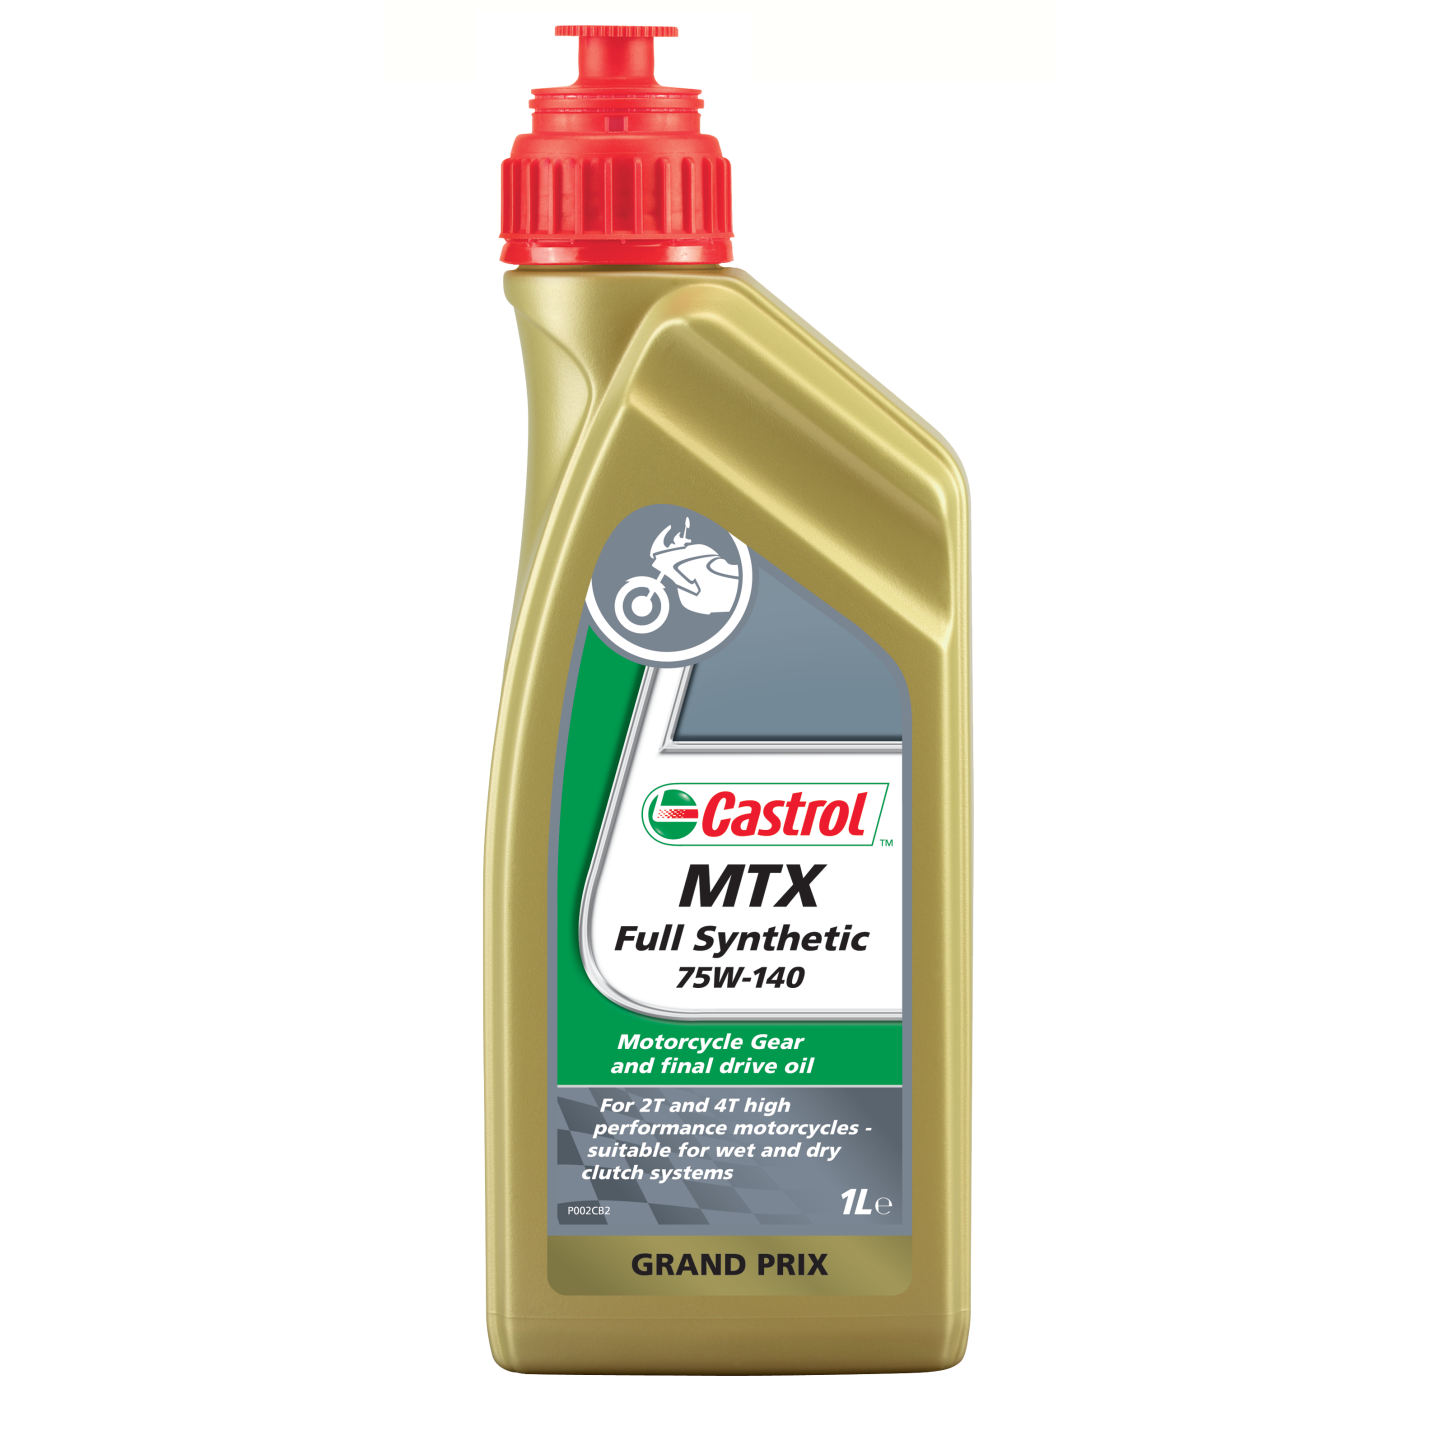 Castrol
TM
MTX
Full Synthetic
75W-140
Motorcycle Gear
and final drive oil
For 2T and 4T high
performance motorcycles -
suitable for wet and dry
clutch systems
P002CB2
1L℮
GRAND PRIX